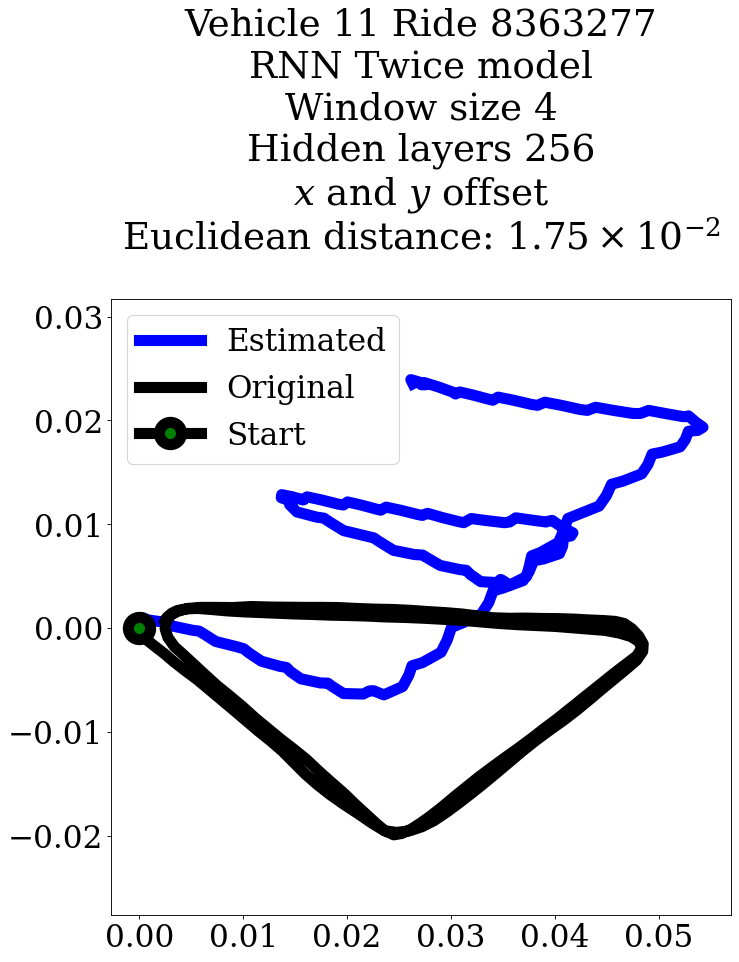 Vehicle 11 Ride 8363277
RNN Twice model
Window size 4
Hidden layers 256
x and y offset
Euclidean distance: 1.75 × 10⁻²
Estimated
Original
Start
0.03
0.02
0.01
0.00
−0.01
−0.02
0.00 0.01 0.02 0.03 0.04 0.05